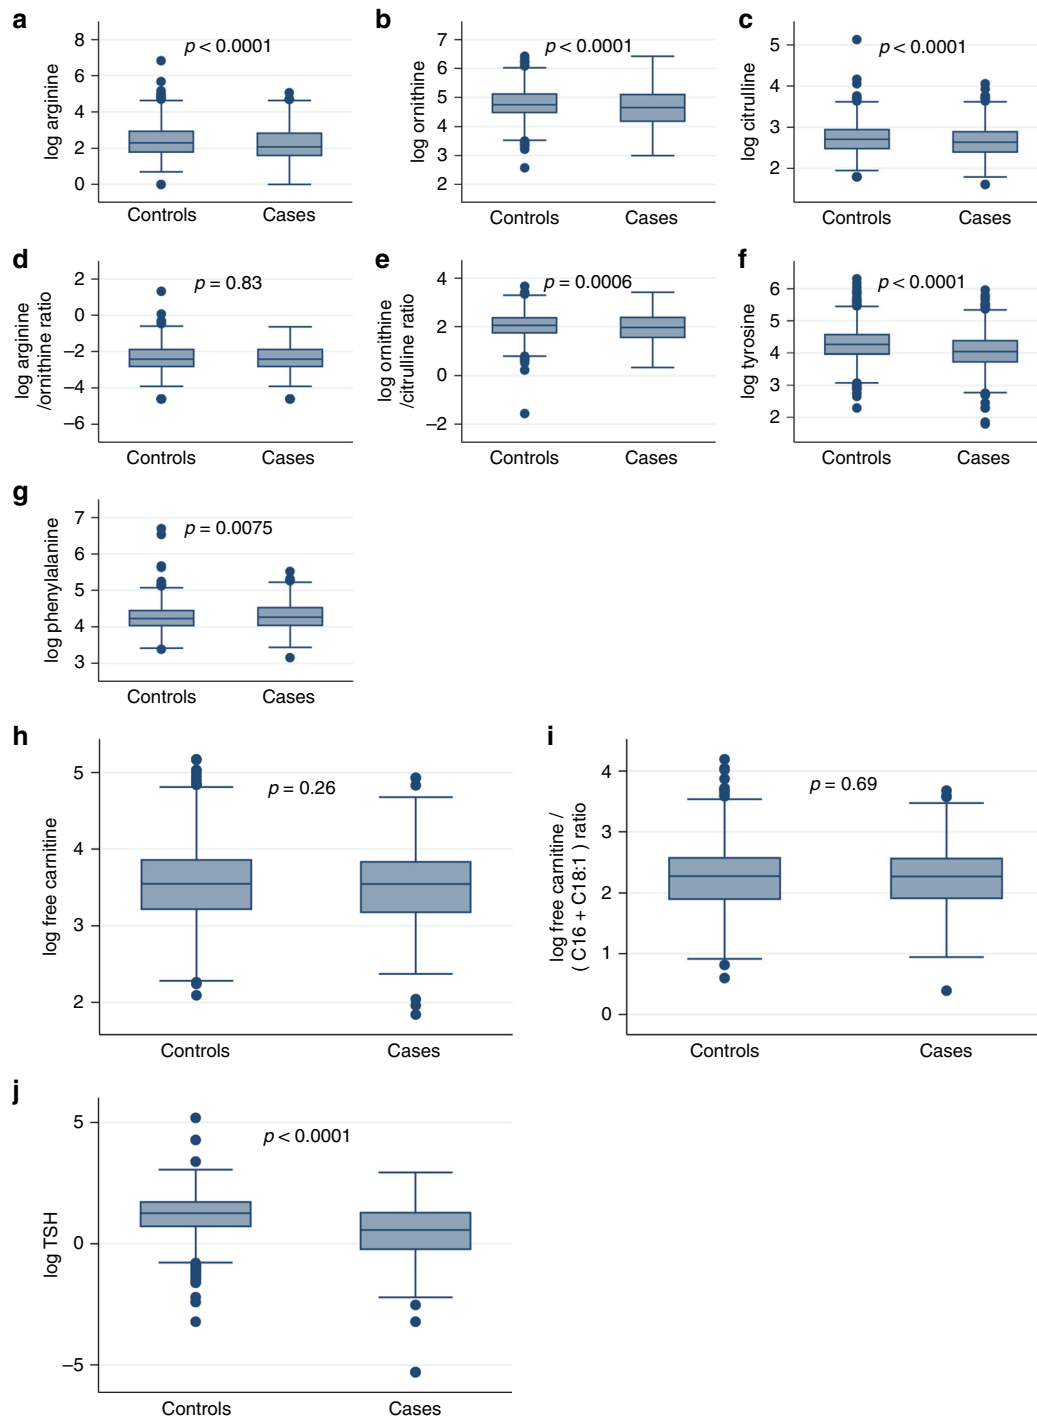 a
log arginine
8
6
4
2
0
p < 0.0001
Controls
Cases
b
log ornithine
7
6
5
4
3
2
p < 0.0001
Controls
Cases
c
log citrulline
5
4
3
2
p < 0.0001
Controls
Cases
d
log arginine
/ornithine ratio
2
0
−2
−4
−6
p = 0.83
Controls
Cases
e
log ornithine
/citrulline ratio
4
2
0
−2
p = 0.0006
Controls
Cases
f
log tyrosine
6
5
4
3
2
p < 0.0001
Controls
Cases
g
log phenylalanine
7
6
5
4
3
p = 0.0075
Controls
Cases
h
log free carnitine
5
4
3
2
p = 0.26
Controls
Cases
i
log free carnitine /
( C16 + C18:1 ) ratio
4
3
2
1
0
p = 0.69
Controls
Cases
j
log TSH
5
0
−5
p < 0.0001
Controls
Cases